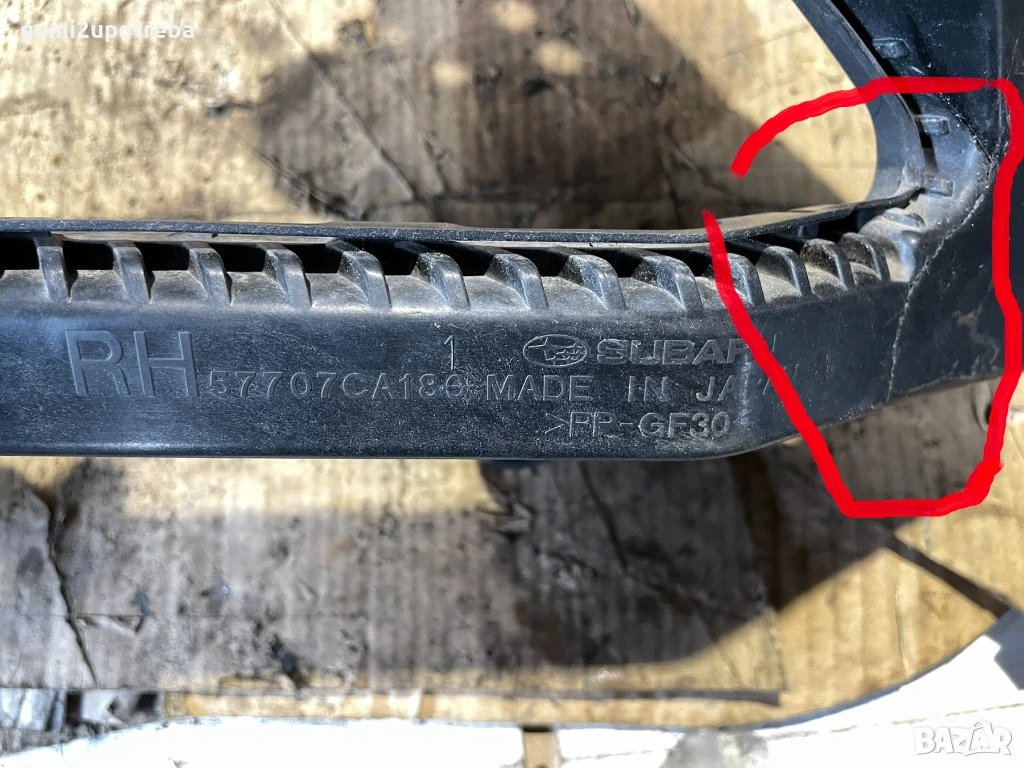 gumi2upotreba
RH
1 SUBARU
57707CA180 MADE IN JAPAN
>PP-GF30
BAZAR